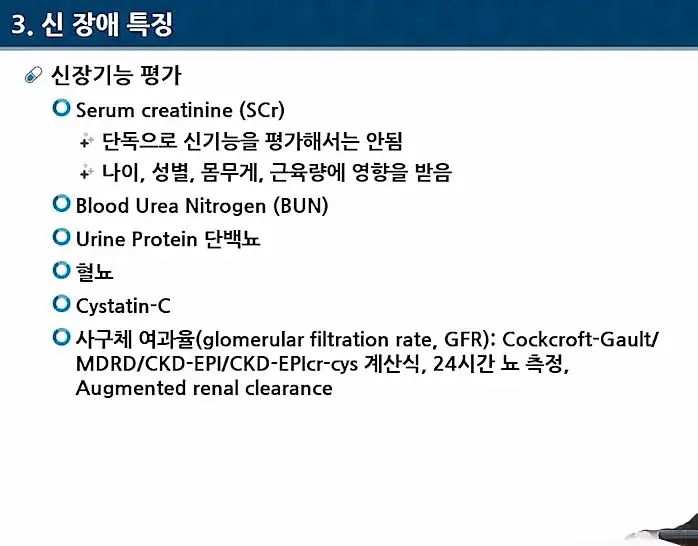 3. 신 장애 특징
신장기능 평가
Serum creatinine (SCr)
단독으로 신기능을 평가해서는 안됨
나이, 성별, 몸무게, 근육량에 영향을 받음
Blood Urea Nitrogen (BUN)
Urine Protein 단백뇨
혈뇨
Cystatin-C
사구체 여과율(glomerular filtration rate, GFR): Cockcroft-Gault/
MDRD/CKD-EPI/CKD-EPIcr-cys 계산식, 24시간 뇨 측정,
Augmented renal clearance